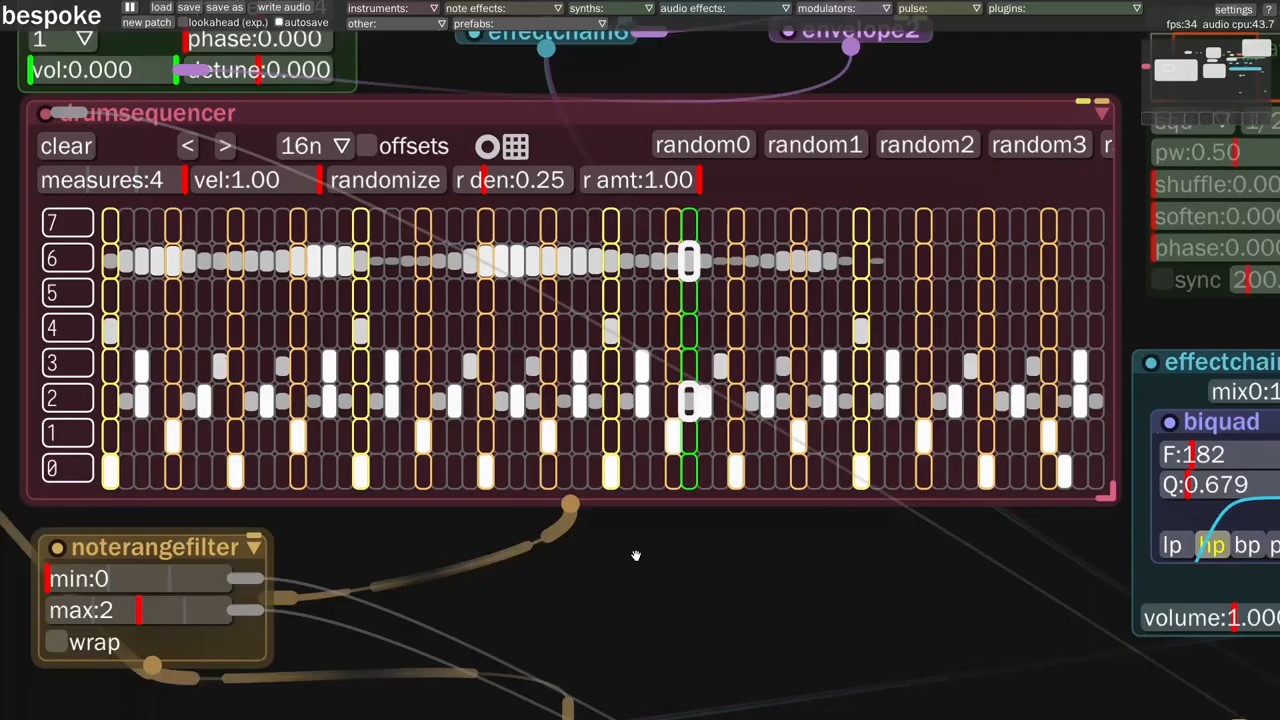 bespoke
load save save as write audio
new patch lookahead (exp.) autosave
instruments: note effects: synths: audio effects: modulators: pulse: plugins:
other: prefabs:
settings ?
fps:34 audio cpu:43.7
1 phase:0.000
vol:0.000 detune:0.000
effectchain6
envelope2
drumsequencer
clear < > 16n offsets random0 random1 random2 random3 r
measures:4 vel:1.00 randomize r den:0.25 r amt:1.00
7
6
5
4
3
2
1
0
pw:0.50
shuffle:0.00
soften:0.000
phase:0.000
sync 200.
effectchain
mix0:1
biquad
F:182
Q:0.679
lp hp bp
volume:1.000
noterangefilter
min:0
max:2
wrap